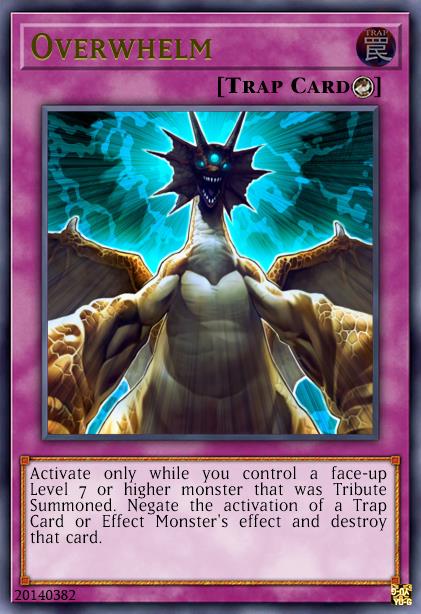 OVERWHELM
TRAP
罠
[TRAP CARD]
Activate only while you control a face-up
Level 7 or higher monster that was Tribute
Summoned. Negate the activation of a Trap
Card or Effect Monster's effect and destroy
that card.
20140382